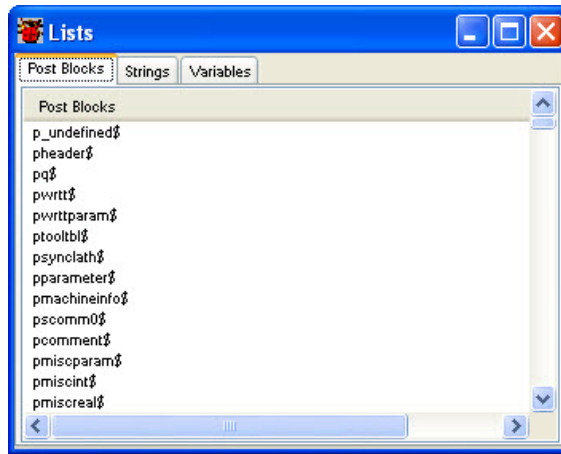 Lists
Post Blocks Strings Variables
Post Blocks
p_undefined$
pheader$
pq$
pwrtt$
pwrttparam$
ptooltbl$
psynclath$
pparameter$
pmachineinfo$
pscomm0$
pcomment$
pmiscparam$
pmiscint$
pmiscreal$